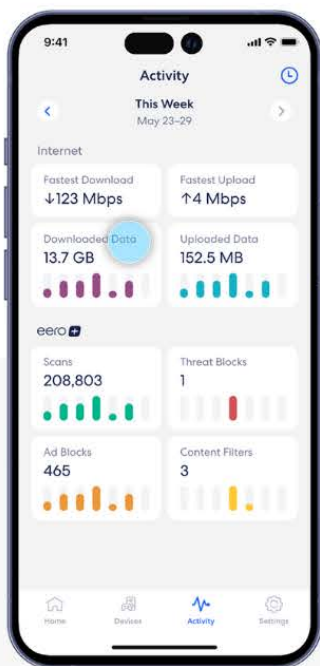 9:41
Activity
This Week
May 23–29
Internet
Fastest Download
↓123 Mbps
Fastest Upload
↑4 Mbps
Downloaded Data
13.7 GB
Uploaded Data
152.5 MB
eero+
Scans
208,803
Threat Blocks
1
Ad Blocks
465
Content Filters
3
Home
Devices
Activity
Settings